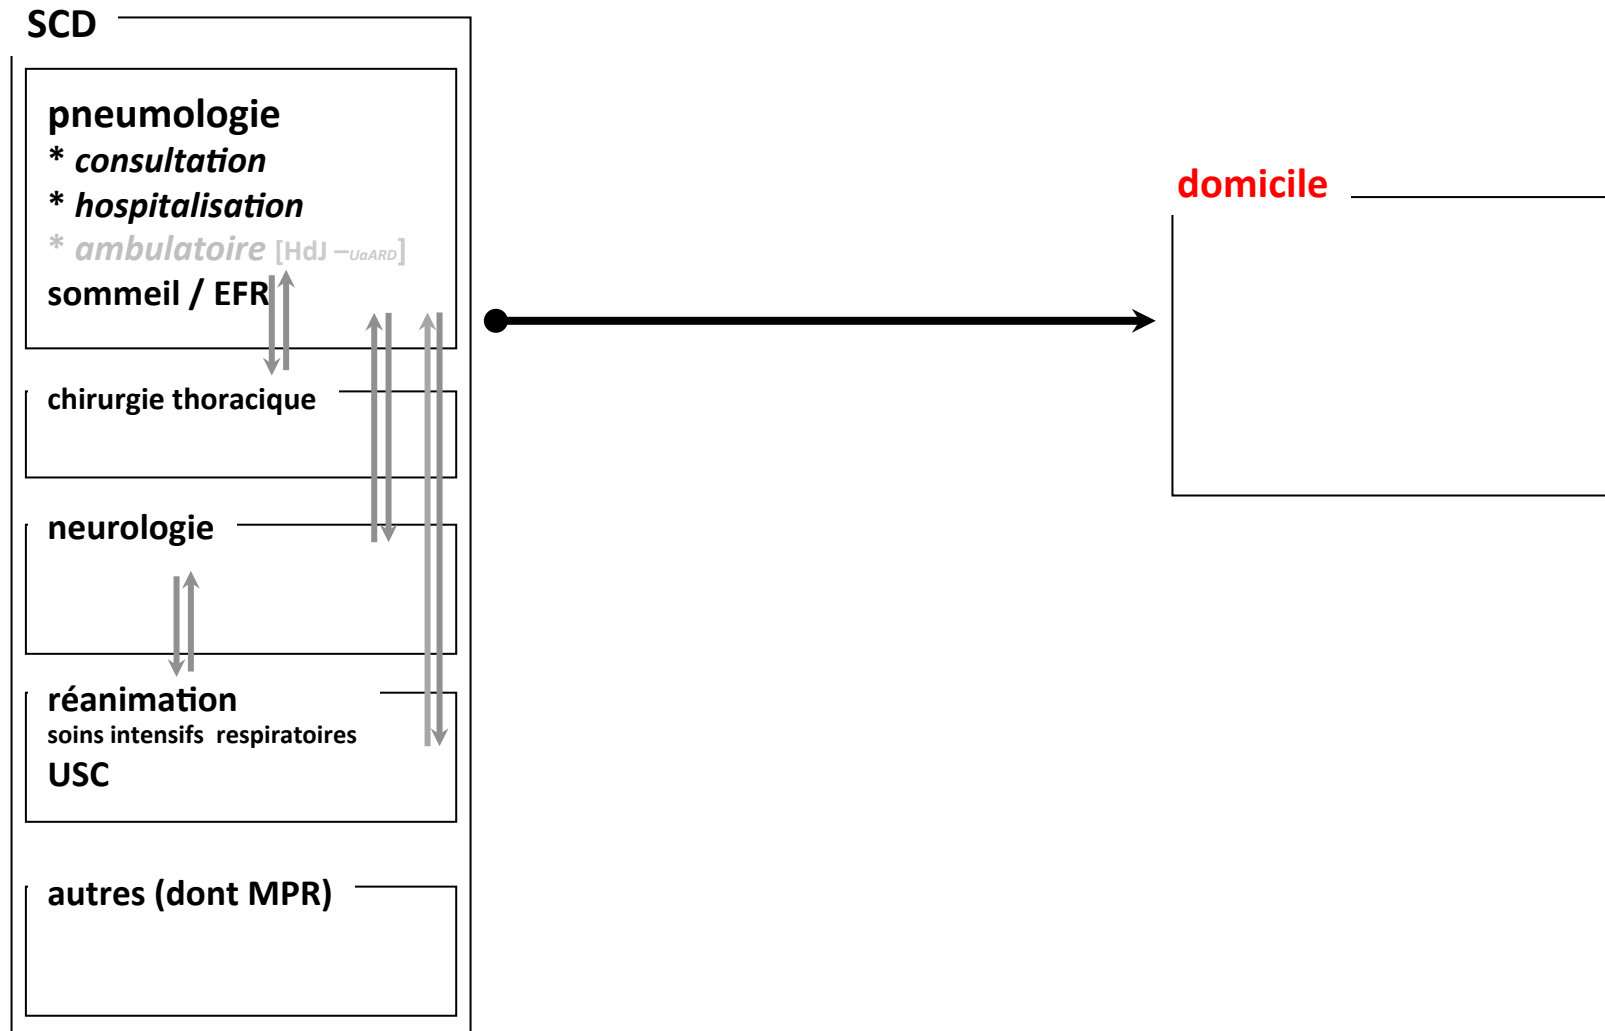 SCD
pneumologie
* consultation
* hospitalisation
* ambulatoire [HdJ –UaARD]
sommeil / EFR
domicile
chirurgie thoracique
neurologie
réanimation
soins intensifs respiratoires
USC
autres (dont MPR)